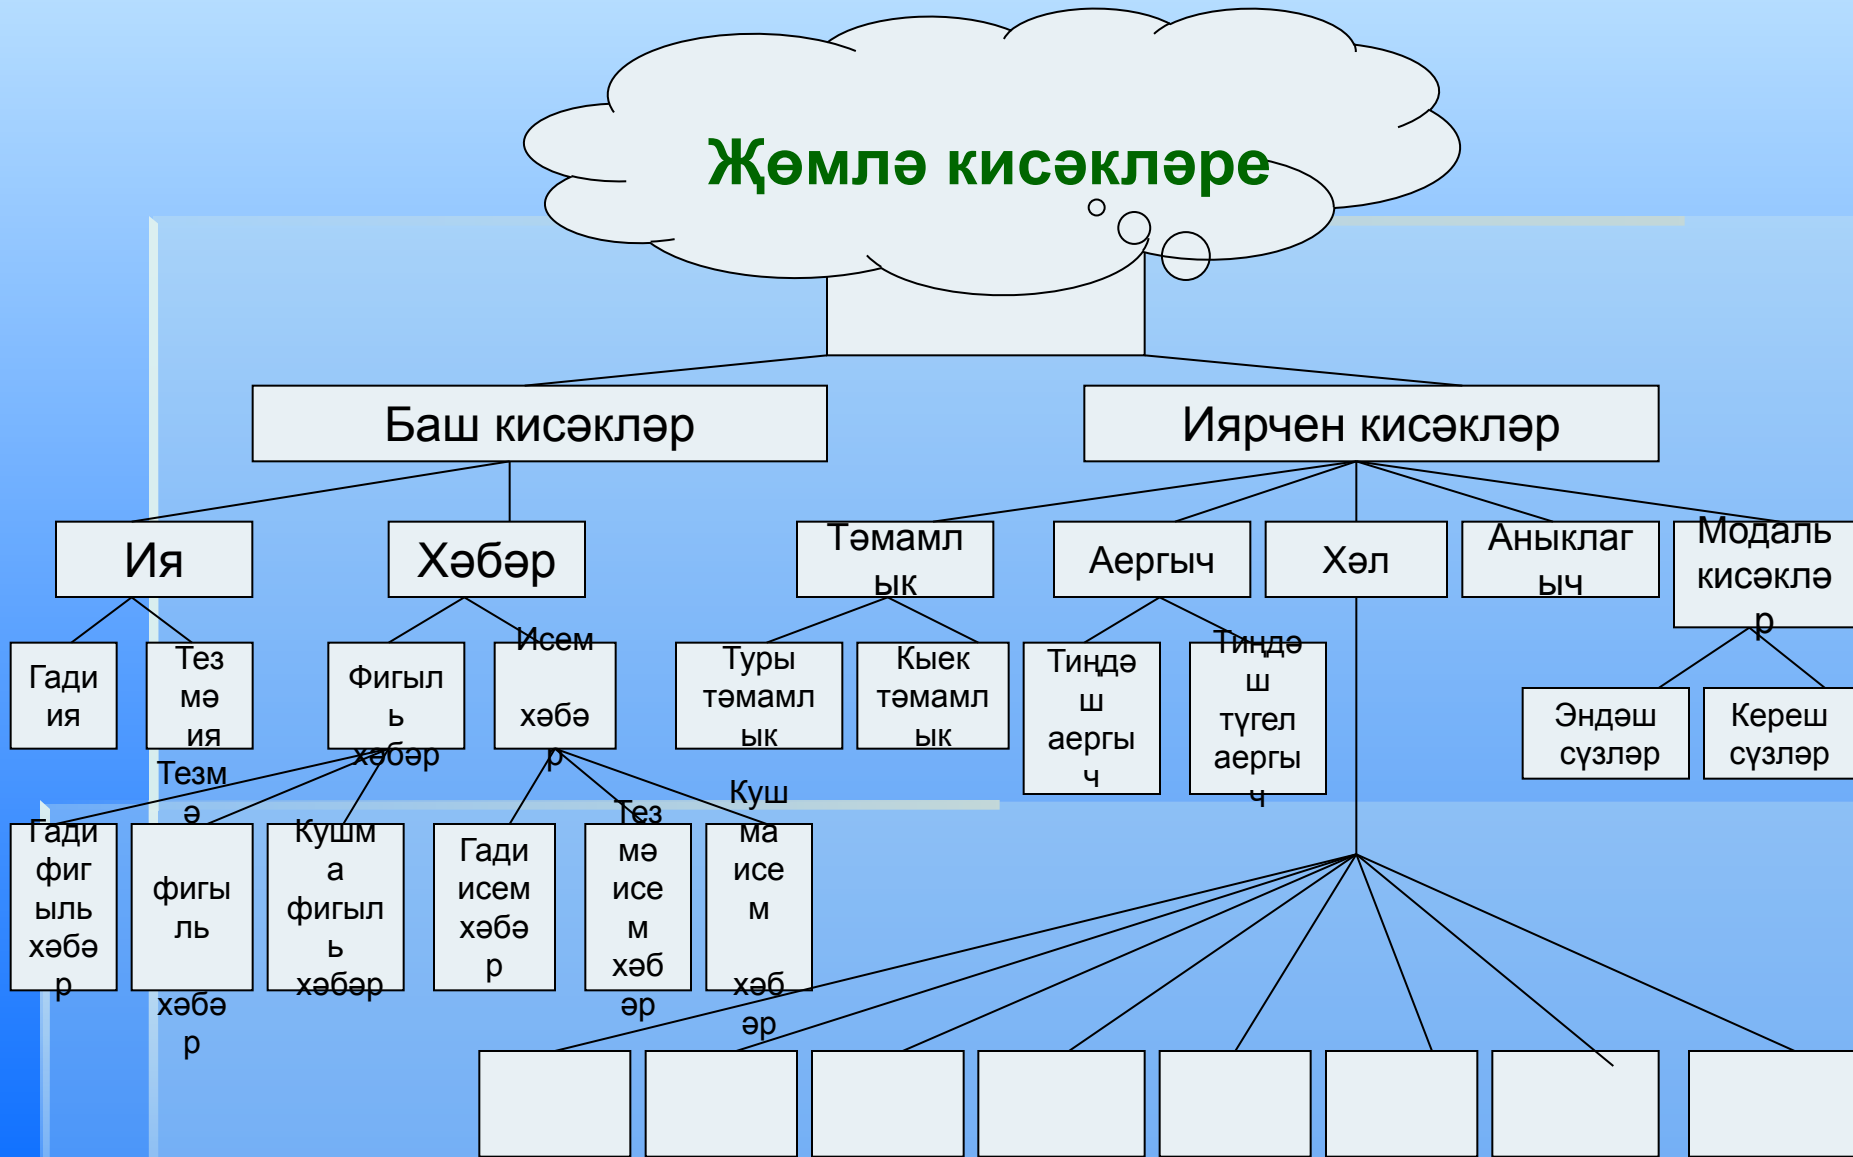 Җөмлә кисәкләре
Баш кисәкләр
Иярчен кисәкләр
Ия
Хәбәр
Тәмамл
ык
Аергыч
Хәл
Аныклаг
ыч
Модаль
кисәклә
р
Гади
ия
Тез
мә
ия
Фигыл
ь
хәбәр
Исем
хәбә
р
Туры
тәмамл
ык
Кыек
тәмамл
ык
Тиңдә
ш
аергы
ч
Тиңдә
ш
түгел
аергы
ч
Эндәш
сүзләр
Кереш
сүзләр
Гади
фиг
ыль
хәбә
р
Тезм
ә
фигы
ль
хәбә
р
Кушм
а
фигыл
ь
хәбәр
Гади
исем
хәбә
р
Тез
мә
исе
м
хәб
әр
Куш
ма
исе
м
хәб
әр